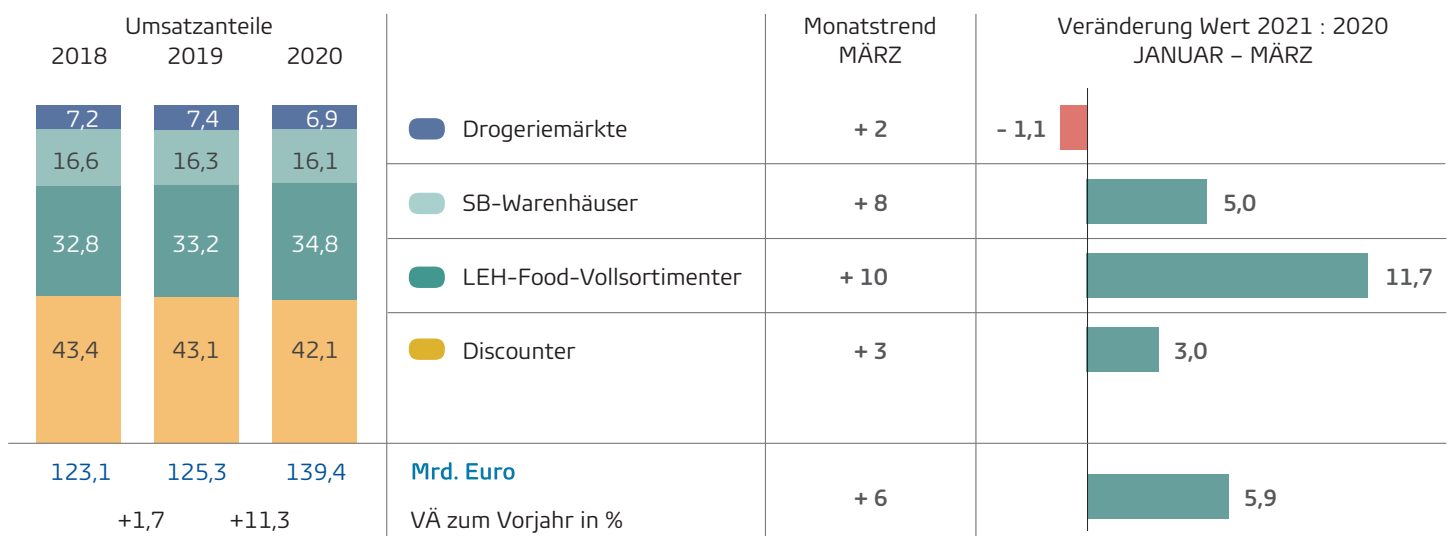 Umsatzanteile
2018 2019 2020
Monatstrend
MÄRZ
Veränderung Wert 2021 : 2020
JANUAR – MÄRZ
7,2 7,4 6,9 Drogeriemärkte + 2 - 1,1
16,6 16,3 16,1 SB-Warenhäuser + 8 5,0
32,8 33,2 34,8 LEH-Food-Vollsortimenter + 10 11,7
43,4 43,1 42,1 Discounter + 3 3,0
123,1 125,3 139,4 Mrd. Euro
+ 6 5,9
+1,7 +11,3 VÄ zum Vorjahr in %